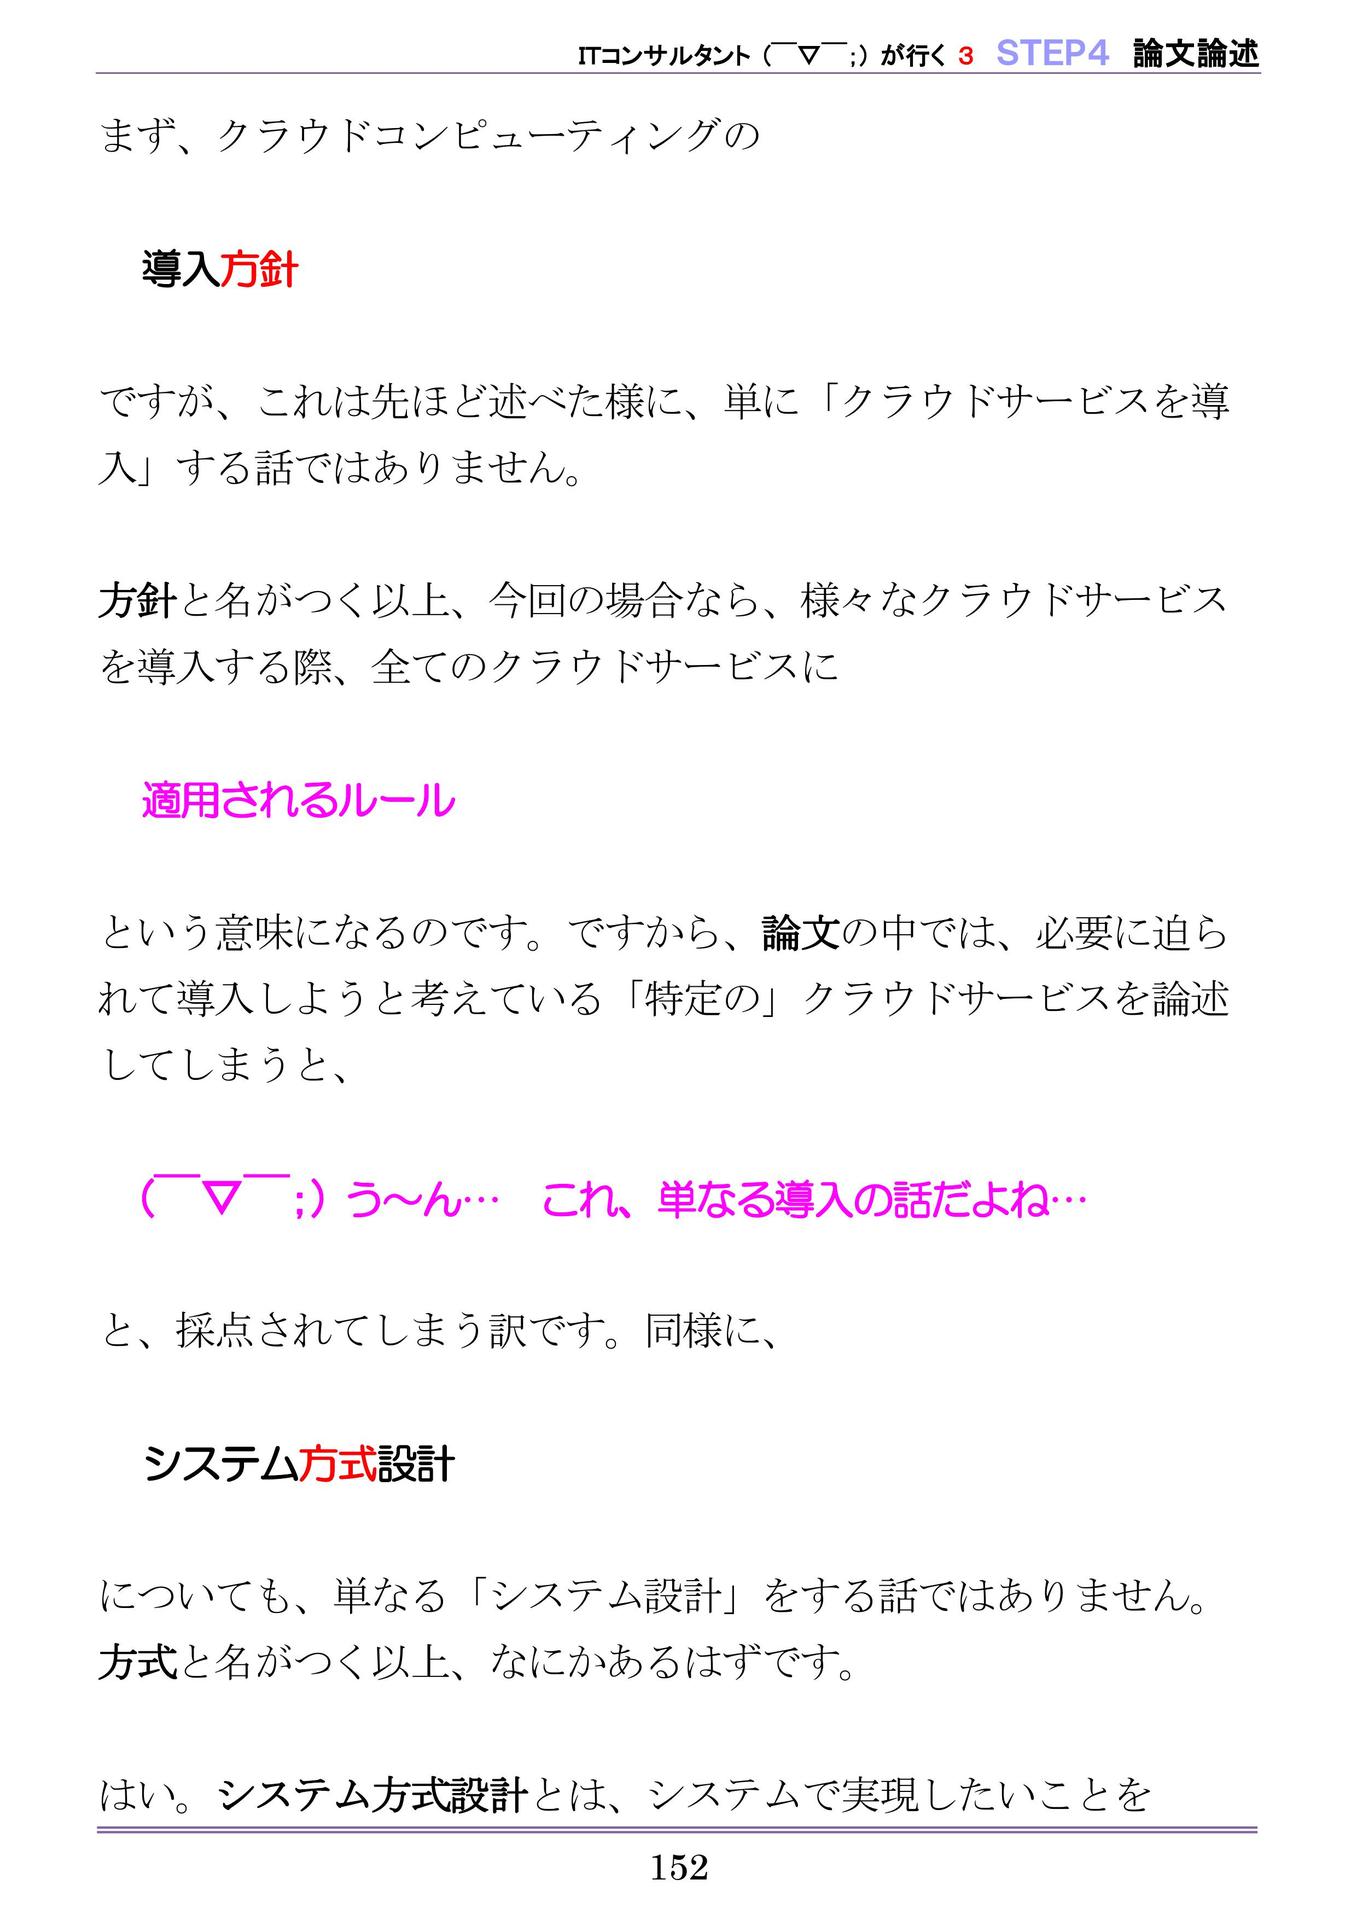 ITコンサルタント（￣▽￣；）が行く 3 STEP4 論文論述
まず、クラウドコンピューティングの
導入方針
ですが、これは先ほど述べた様に、単に「クラウドサービスを導
入」する話ではありません。
方針と名がつく以上、今回の場合なら、様々なクラウドサービス
を導入する際、全てのクラウドサービスに
適用されるルール
という意味になるのです。ですから、論文の中では、必要に迫ら
れて導入しようと考えている「特定の」クラウドサービスを論述
してしまうと、
（￣▽￣；）う～ん…　これ、単なる導入の話だよね…
と、採点されてしまう訳です。同様に、
システム方式設計
についても、単なる「システム設計」をする話ではありません。
方式と名がつく以上、なにかあるはずです。
はい。システム方式設計とは、システムで実現したいことを
152